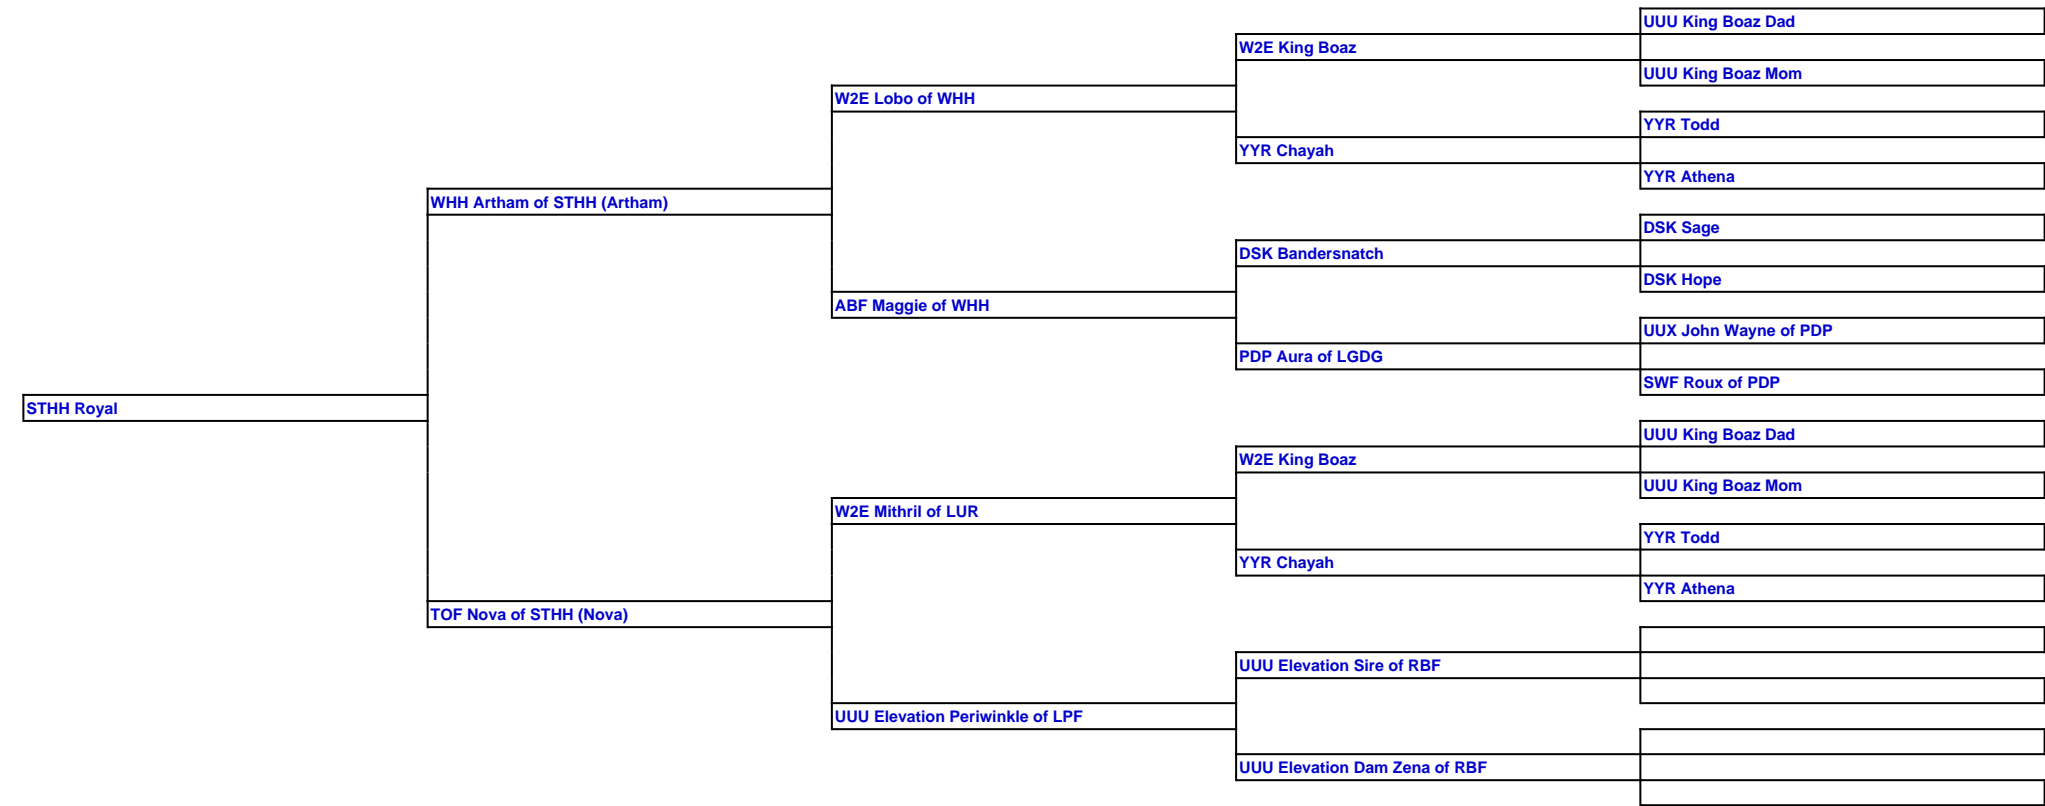 UUU King Boaz Dad
W2E King Boaz
UUU King Boaz Mom
W2E Lobo of WHH
YYR Todd
YYR Chayah
YYR Athena
WHH Artham of STHH (Artham)
DSK Sage
DSK Bandersnatch
DSK Hope
ABF Maggie of WHH
UUX John Wayne of PDP
PDP Aura of LGDG
SWF Roux of PDP
STHH Royal
UUU King Boaz Dad
W2E King Boaz
UUU King Boaz Mom
W2E Mithril of LUR
YYR Todd
YYR Chayah
YYR Athena
TOF Nova of STHH (Nova)
UUU Elevation Sire of RBF
UUU Elevation Periwinkle of LPF
UUU Elevation Dam Zena of RBF